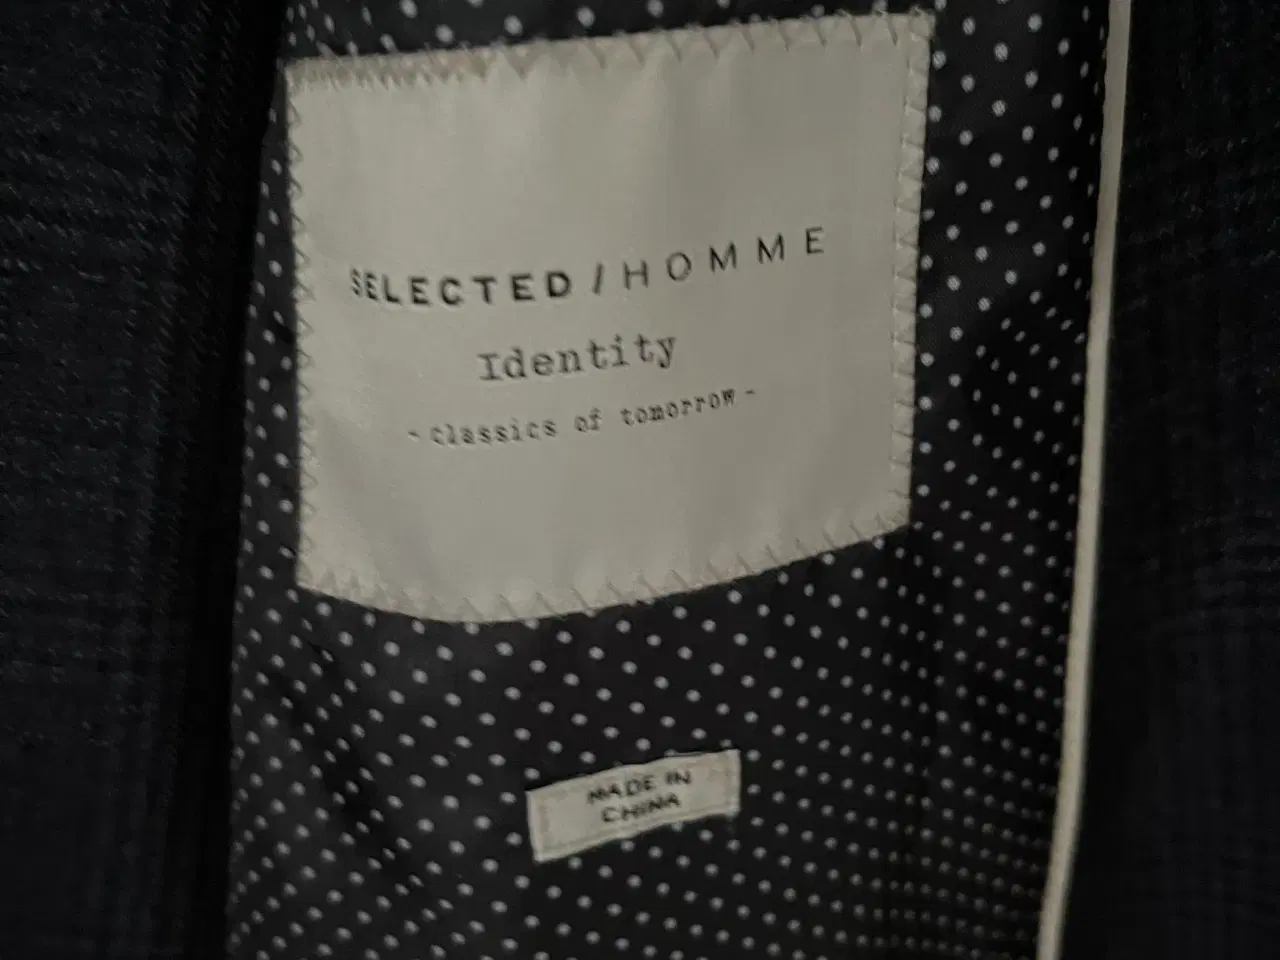 SELECTED / HOMME
Identity
- Classics of tomorrow -
MADE IN
CHINA